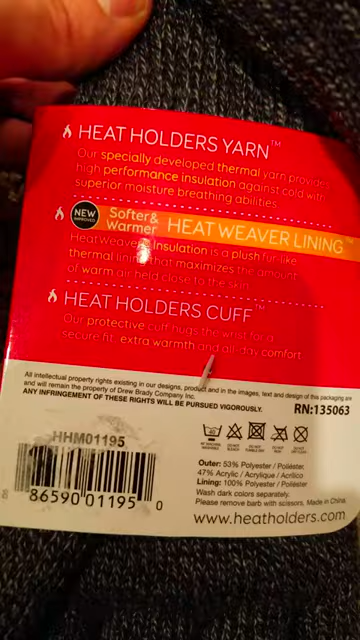 HEAT HOLDERS YARN™
Our specially developed thermal yarn provides
high performance insulation against cold with
superior moisture breathing abilities.
NEW
IMPROVED
Softer &
Warmer
HEATWEAVER LINING™
HeatWeaver Insulation is a plush fur-like
thermal lining that maximizes the amount
of warm air held close to the skin.
HEAT HOLDERS CUFF™
Our protective cuff hugs the wrist for a
secure fit, extra warmth and all-day comfort
All intellectual property rights existing in our designs, product and in the images, text and design of this packaging are
and will remain the property of Drew Brady Company Inc.
ANY INFRINGEMENT OF THESE RIGHTS WILL BE PURSUED VIGOROUSLY.
RN:135063
HHM01195
86590 01195 0
Outer: 53% Polyester / Poliéster
47% Acrylic / Acrylique / Acrílico
Lining: 100% Polyester / Poliéster
Wash dark colors separately.
Please remove barb with scissors. Made in China.
www.heatholders.com